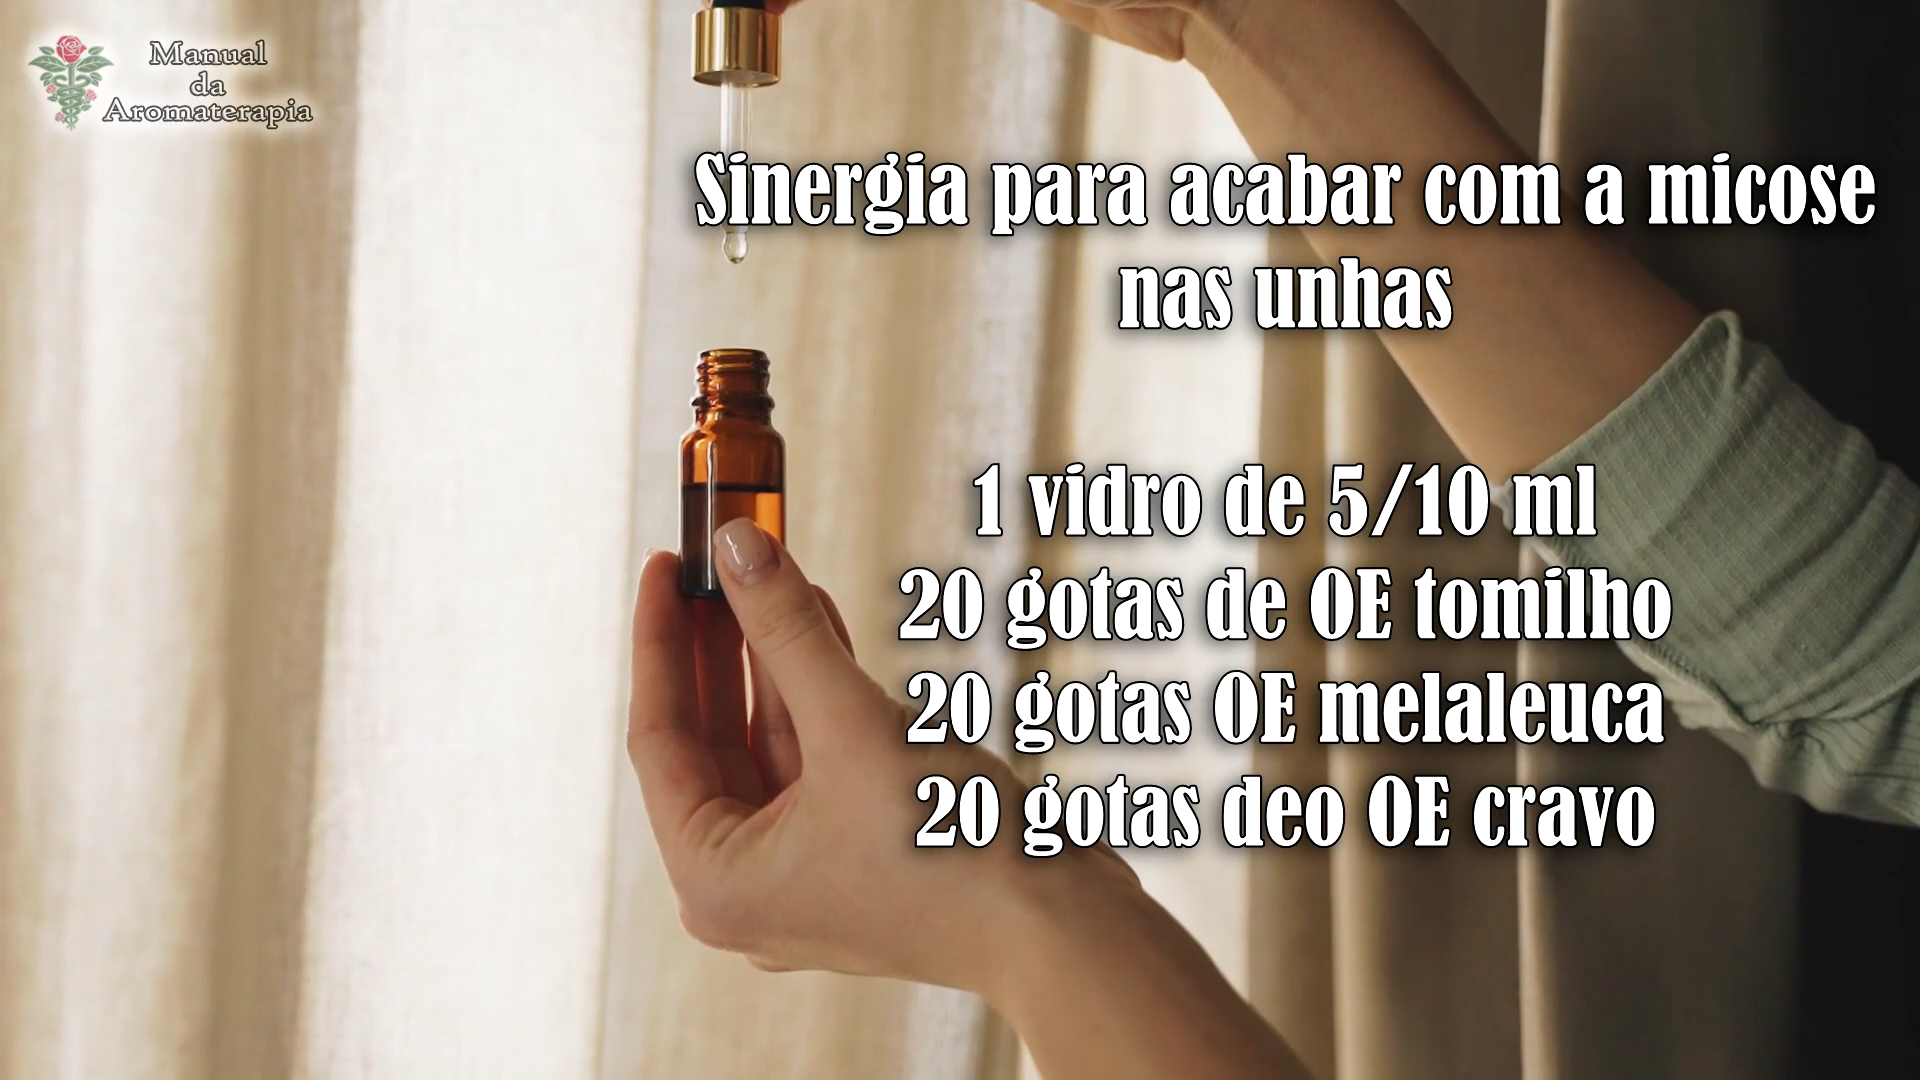 Manual
da
Aromaterapia
Sinergia para acabar com a micose
nas unhas
1 vidro de 5/10 ml
20 gotas de OE tomilho
20 gotas OE melaleuca
20 gotas deo OE cravo